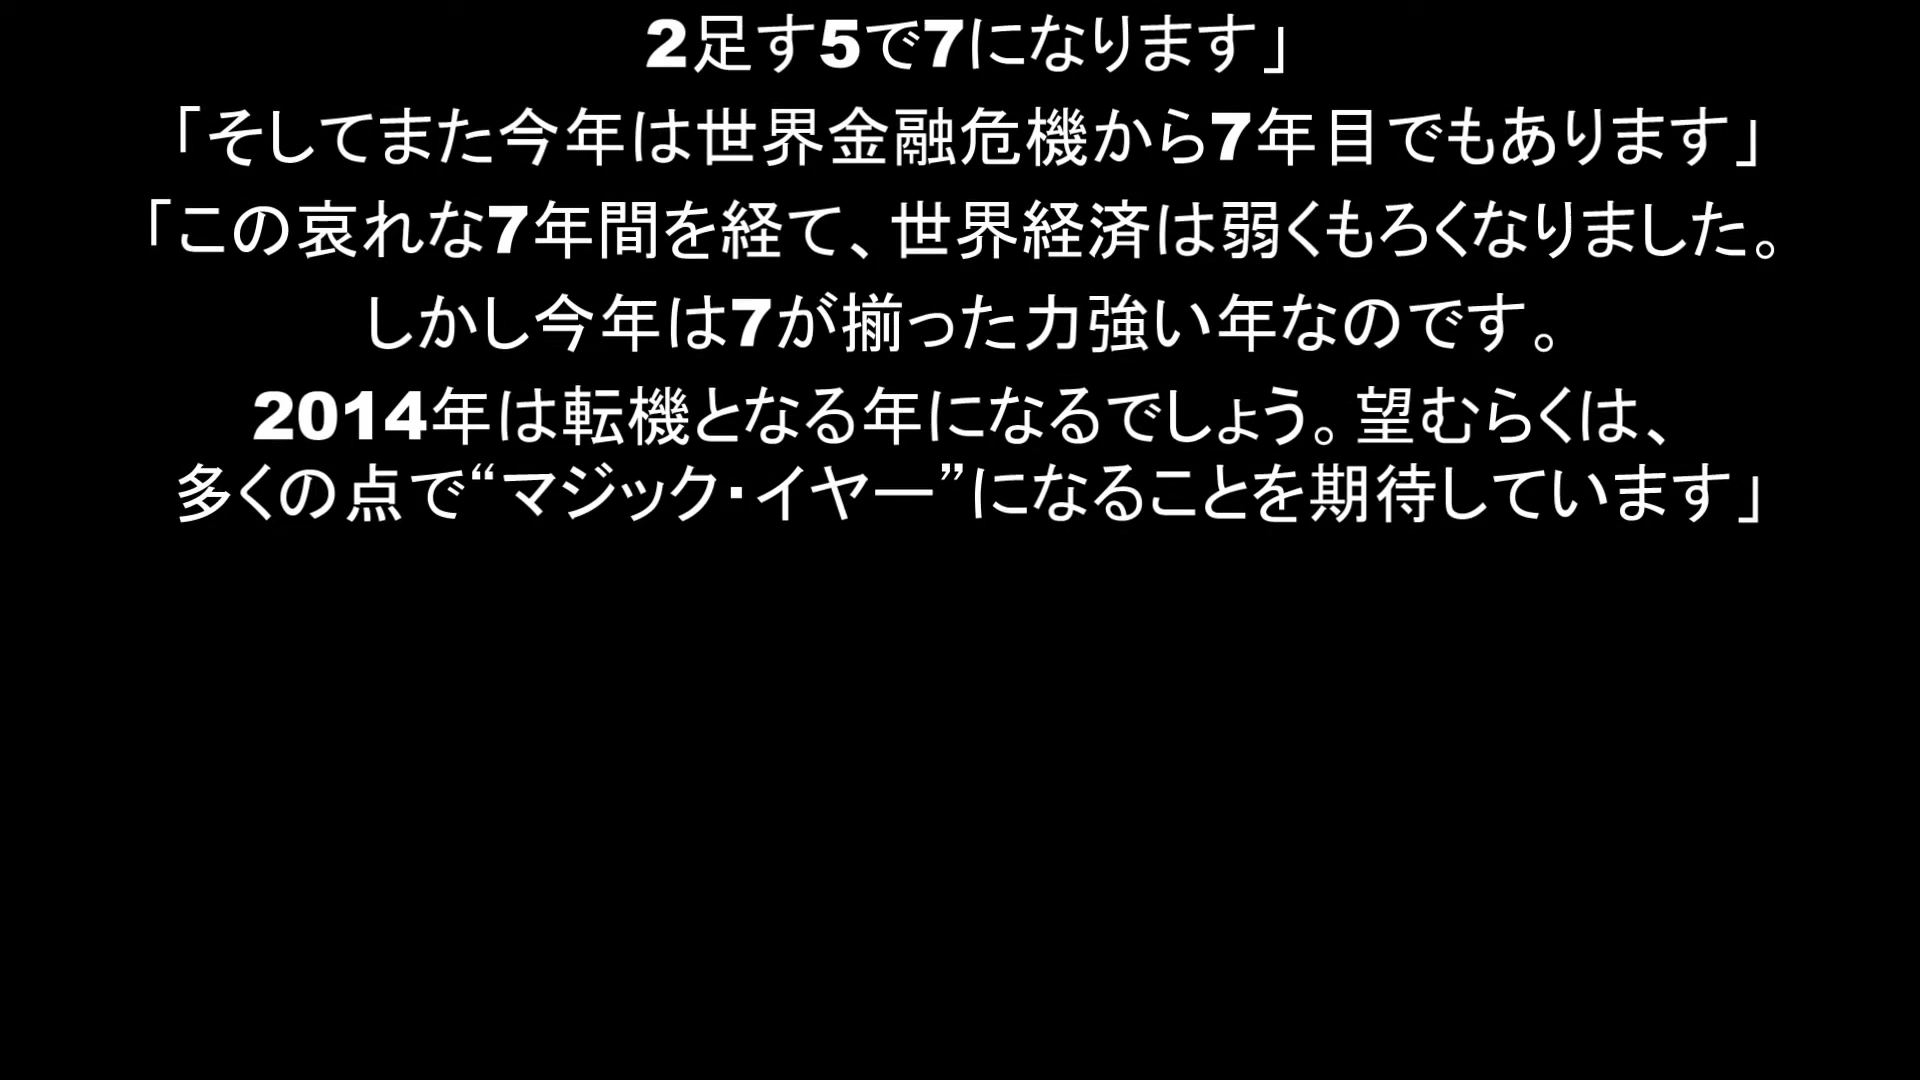 2足す5で7になります」
「そしてまた今年は世界金融危機から7年目でもあります」
「この哀れな7年間を経て、世界経済は弱くもろくなりました。
しかし今年は7が揃った力強い年なのです。
2014年は転機となる年になるでしょう。望むらくは、
多くの点で“マジック・イヤー”になることを期待しています」